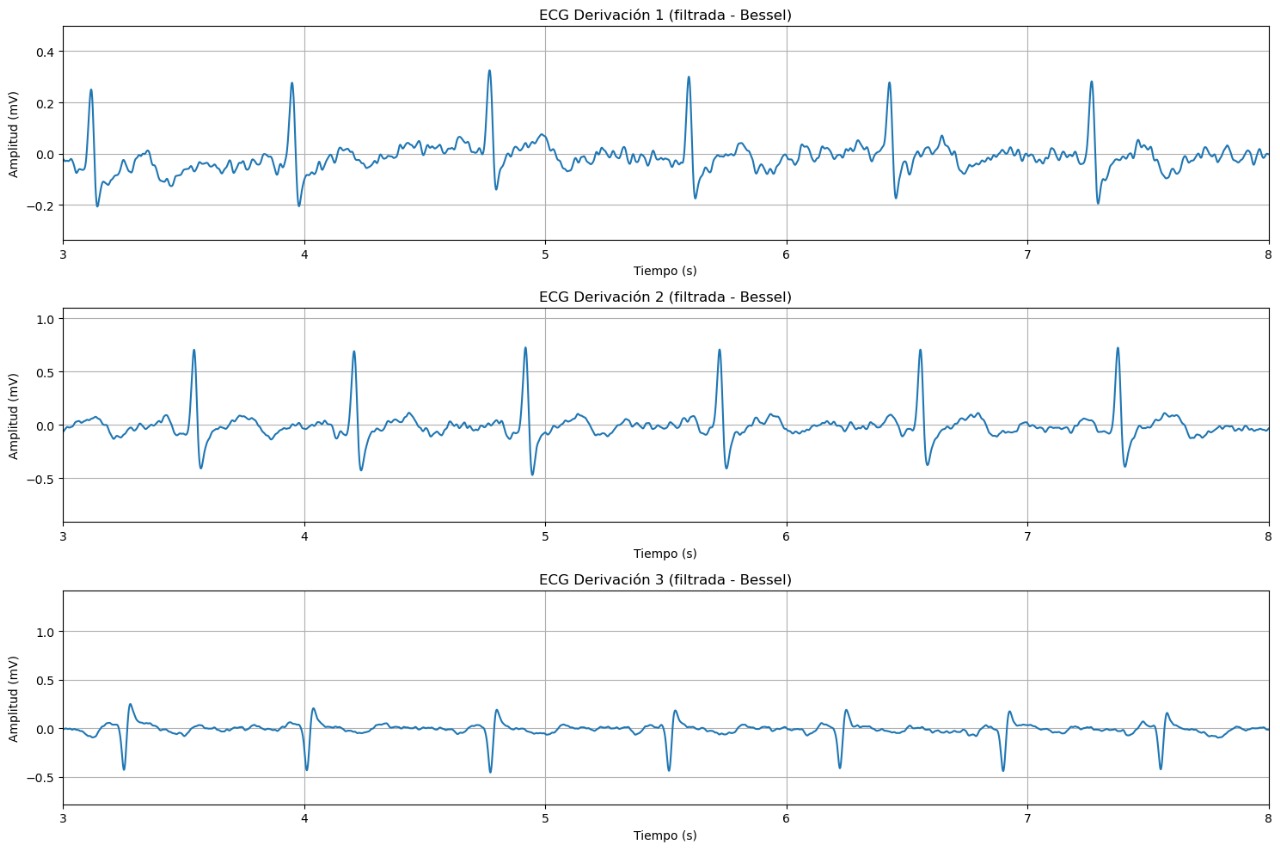 ECG Derivación 1 (filtrada - Bessel)
0.4
0.2
0.0
−0.2
Amplitud (mV)
3 4 5 6 7 8
Tiempo (s)
ECG Derivación 2 (filtrada - Bessel)
1.0
0.5
0.0
−0.5
Amplitud (mV)
3 4 5 6 7 8
Tiempo (s)
ECG Derivación 3 (filtrada - Bessel)
1.0
0.5
0.0
−0.5
Amplitud (mV)
3 4 5 6 7 8
Tiempo (s)